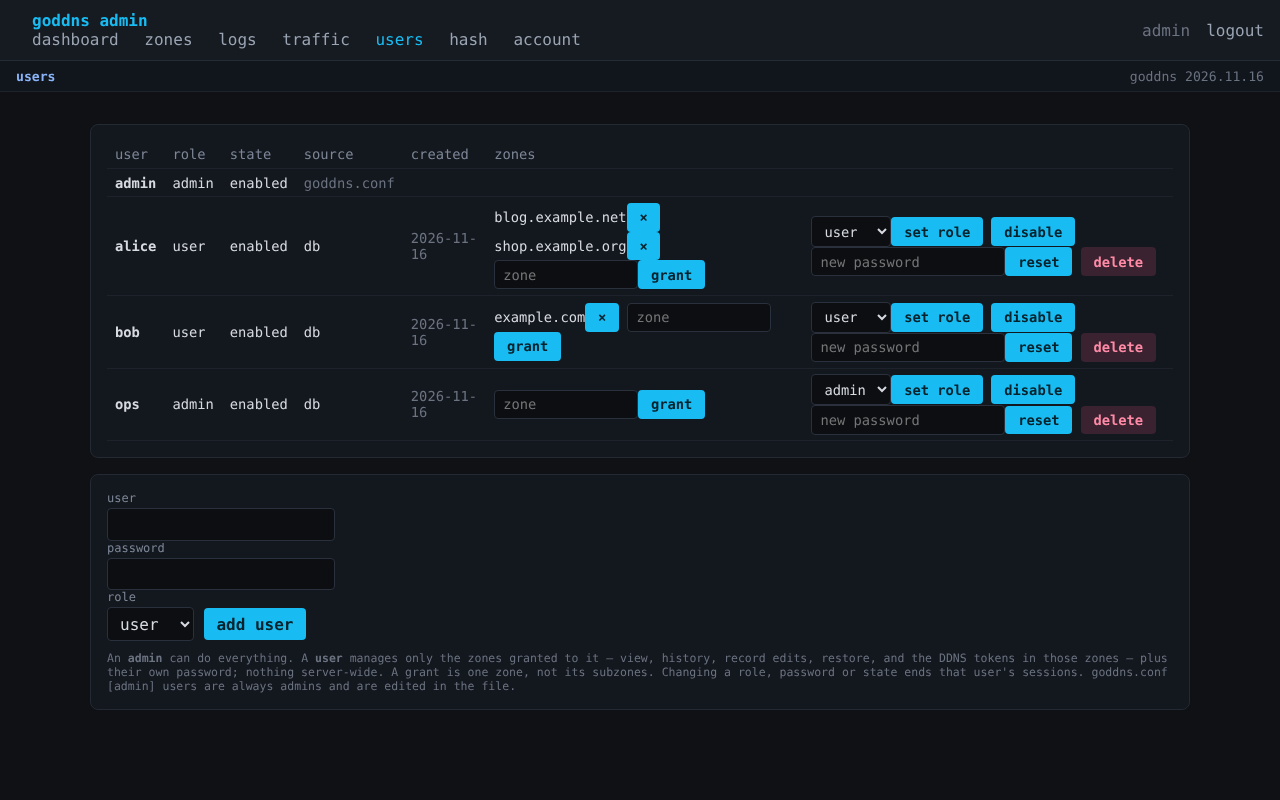 goddns admin
dashboard zones logs traffic users hash account
admin logout
users
goddns 2026.11.16
user role state source created zones
admin admin enabled goddns.conf
alice user enabled db 2026-11-16
blog.example.net ×
shop.example.org ×
zone grant
user set role disable
new password reset delete
bob user enabled db 2026-11-16
example.com × zone
grant
user set role disable
new password reset delete
ops admin enabled db 2026-11-16
zone grant
admin set role disable
new password reset delete
user
password
role
user add user
An admin can do everything. A user manages only the zones granted to it — view, history, record edits, restore, and the DDNS tokens in those zones — plus
their own password; nothing server-wide. A grant is one zone, not its subzones. Changing a role, password or state ends that user's sessions. goddns.conf
[admin] users are always admins and are edited in the file.